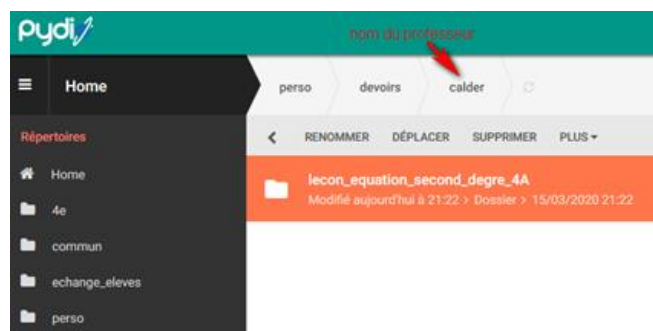 pydi
nom du professeur
Home
perso devoirs calder
Répertoires
RENOMMER DÉPLACER SUPPRIMER PLUS
Home
lecon_equation_second_degre_4A
Modifié aujourd'hui à 21:22 > Dossier > 15/03/2020 21:22
4e
commun
echange_eleves
perso